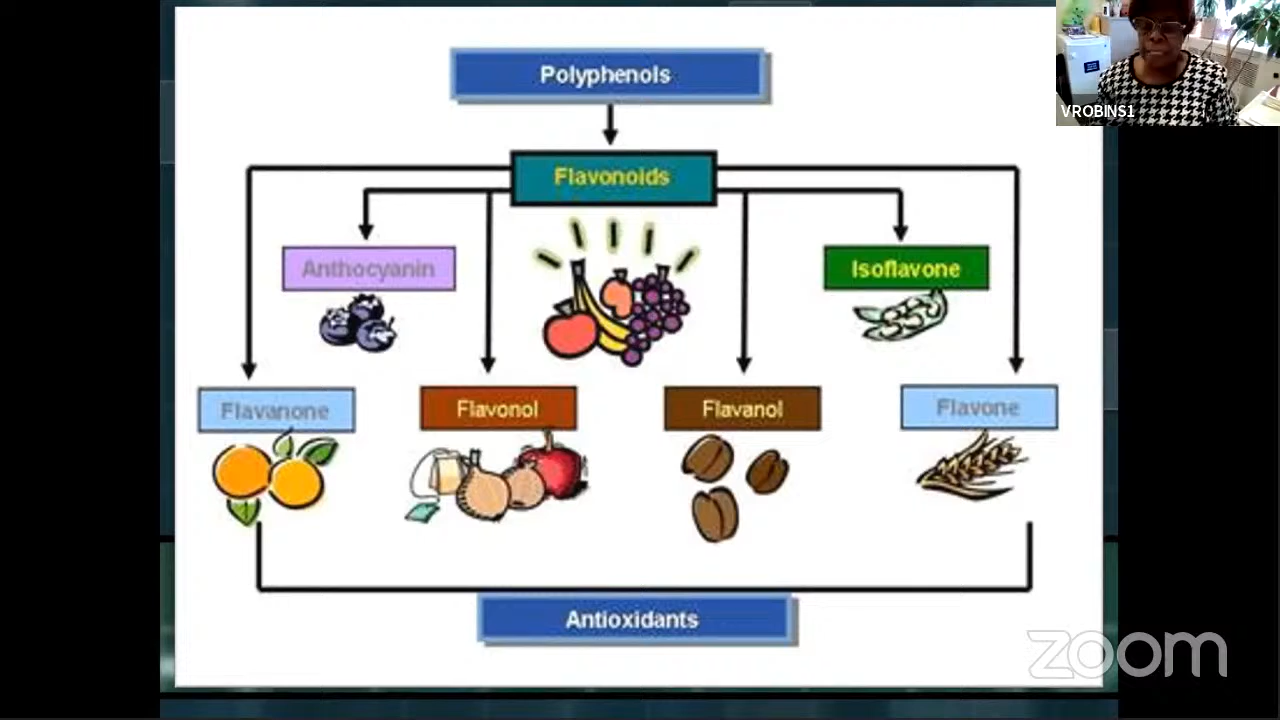 Polyphenols
VROBINS1
Flavonoids
Anthocyanin
Isoflavone
Flavanone
Flavonol
Flavanol
Flavone
Antioxidants
zoom